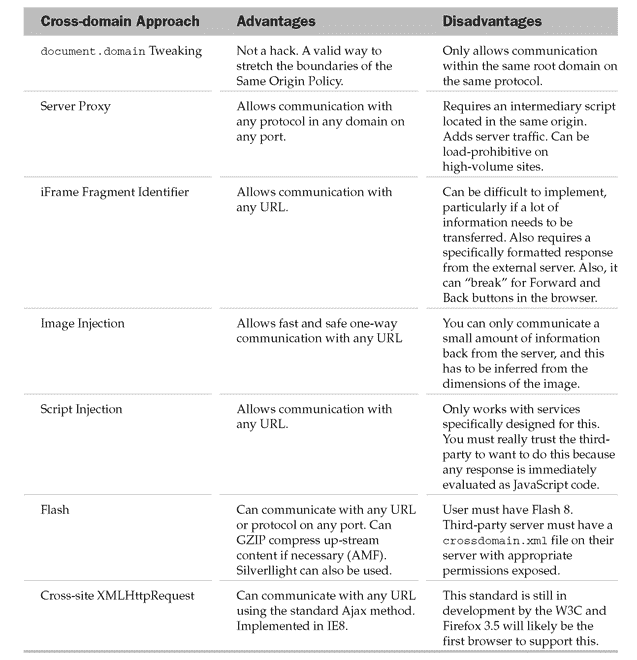 Cross-domain Approach Advantages Disadvantages
document.domain Tweaking
Not a hack. A valid way to
stretch the boundaries of the
Same Origin Policy.
Only allows communication
within the same root domain on
the same protocol.
Server Proxy
Allows communication with
any protocol in any domain on
any port.
Requires an intermediary script
located in the same origin.
Adds server traffic. Can be
load-prohibitive on
high-volume sites.
iFrame Fragment Identifier
Allows communication with
any URL.
Can be difficult to implement,
particularly if a lot of
information needs to be
transferred. Also requires a
specifically formatted response
from the external server. Also, it
can “break” for Forward and
Back buttons in the browser.
Image Injection
Allows fast and safe one-way
communication with any URL
You can only communicate a
small amount of information
back from the server, and this
has to be inferred from the
dimensions of the image.
Script Injection
Allows communication with
any URL.
Only works with services
specifically designed for this.
You must really trust the third-
party to want to do this because
any response is immediately
evaluated as JavaScript code.
Flash
Can communicate with any URL
or protocol on any port. Can
GZIP compress up-stream
content if necessary (AMF).
Silverllight can also be used.
User must have Flash 8.
Third-party server must have a
crossdomain.xml file on their
server with appropriate
permissions exposed.
Cross-site XMLHttpRequest
Can communicate with any URL
using the standard Ajax method.
Implemented in IE8.
This standard is still in
development by the W3C and
Firefox 3.5 will likely be the
first browser to support this.